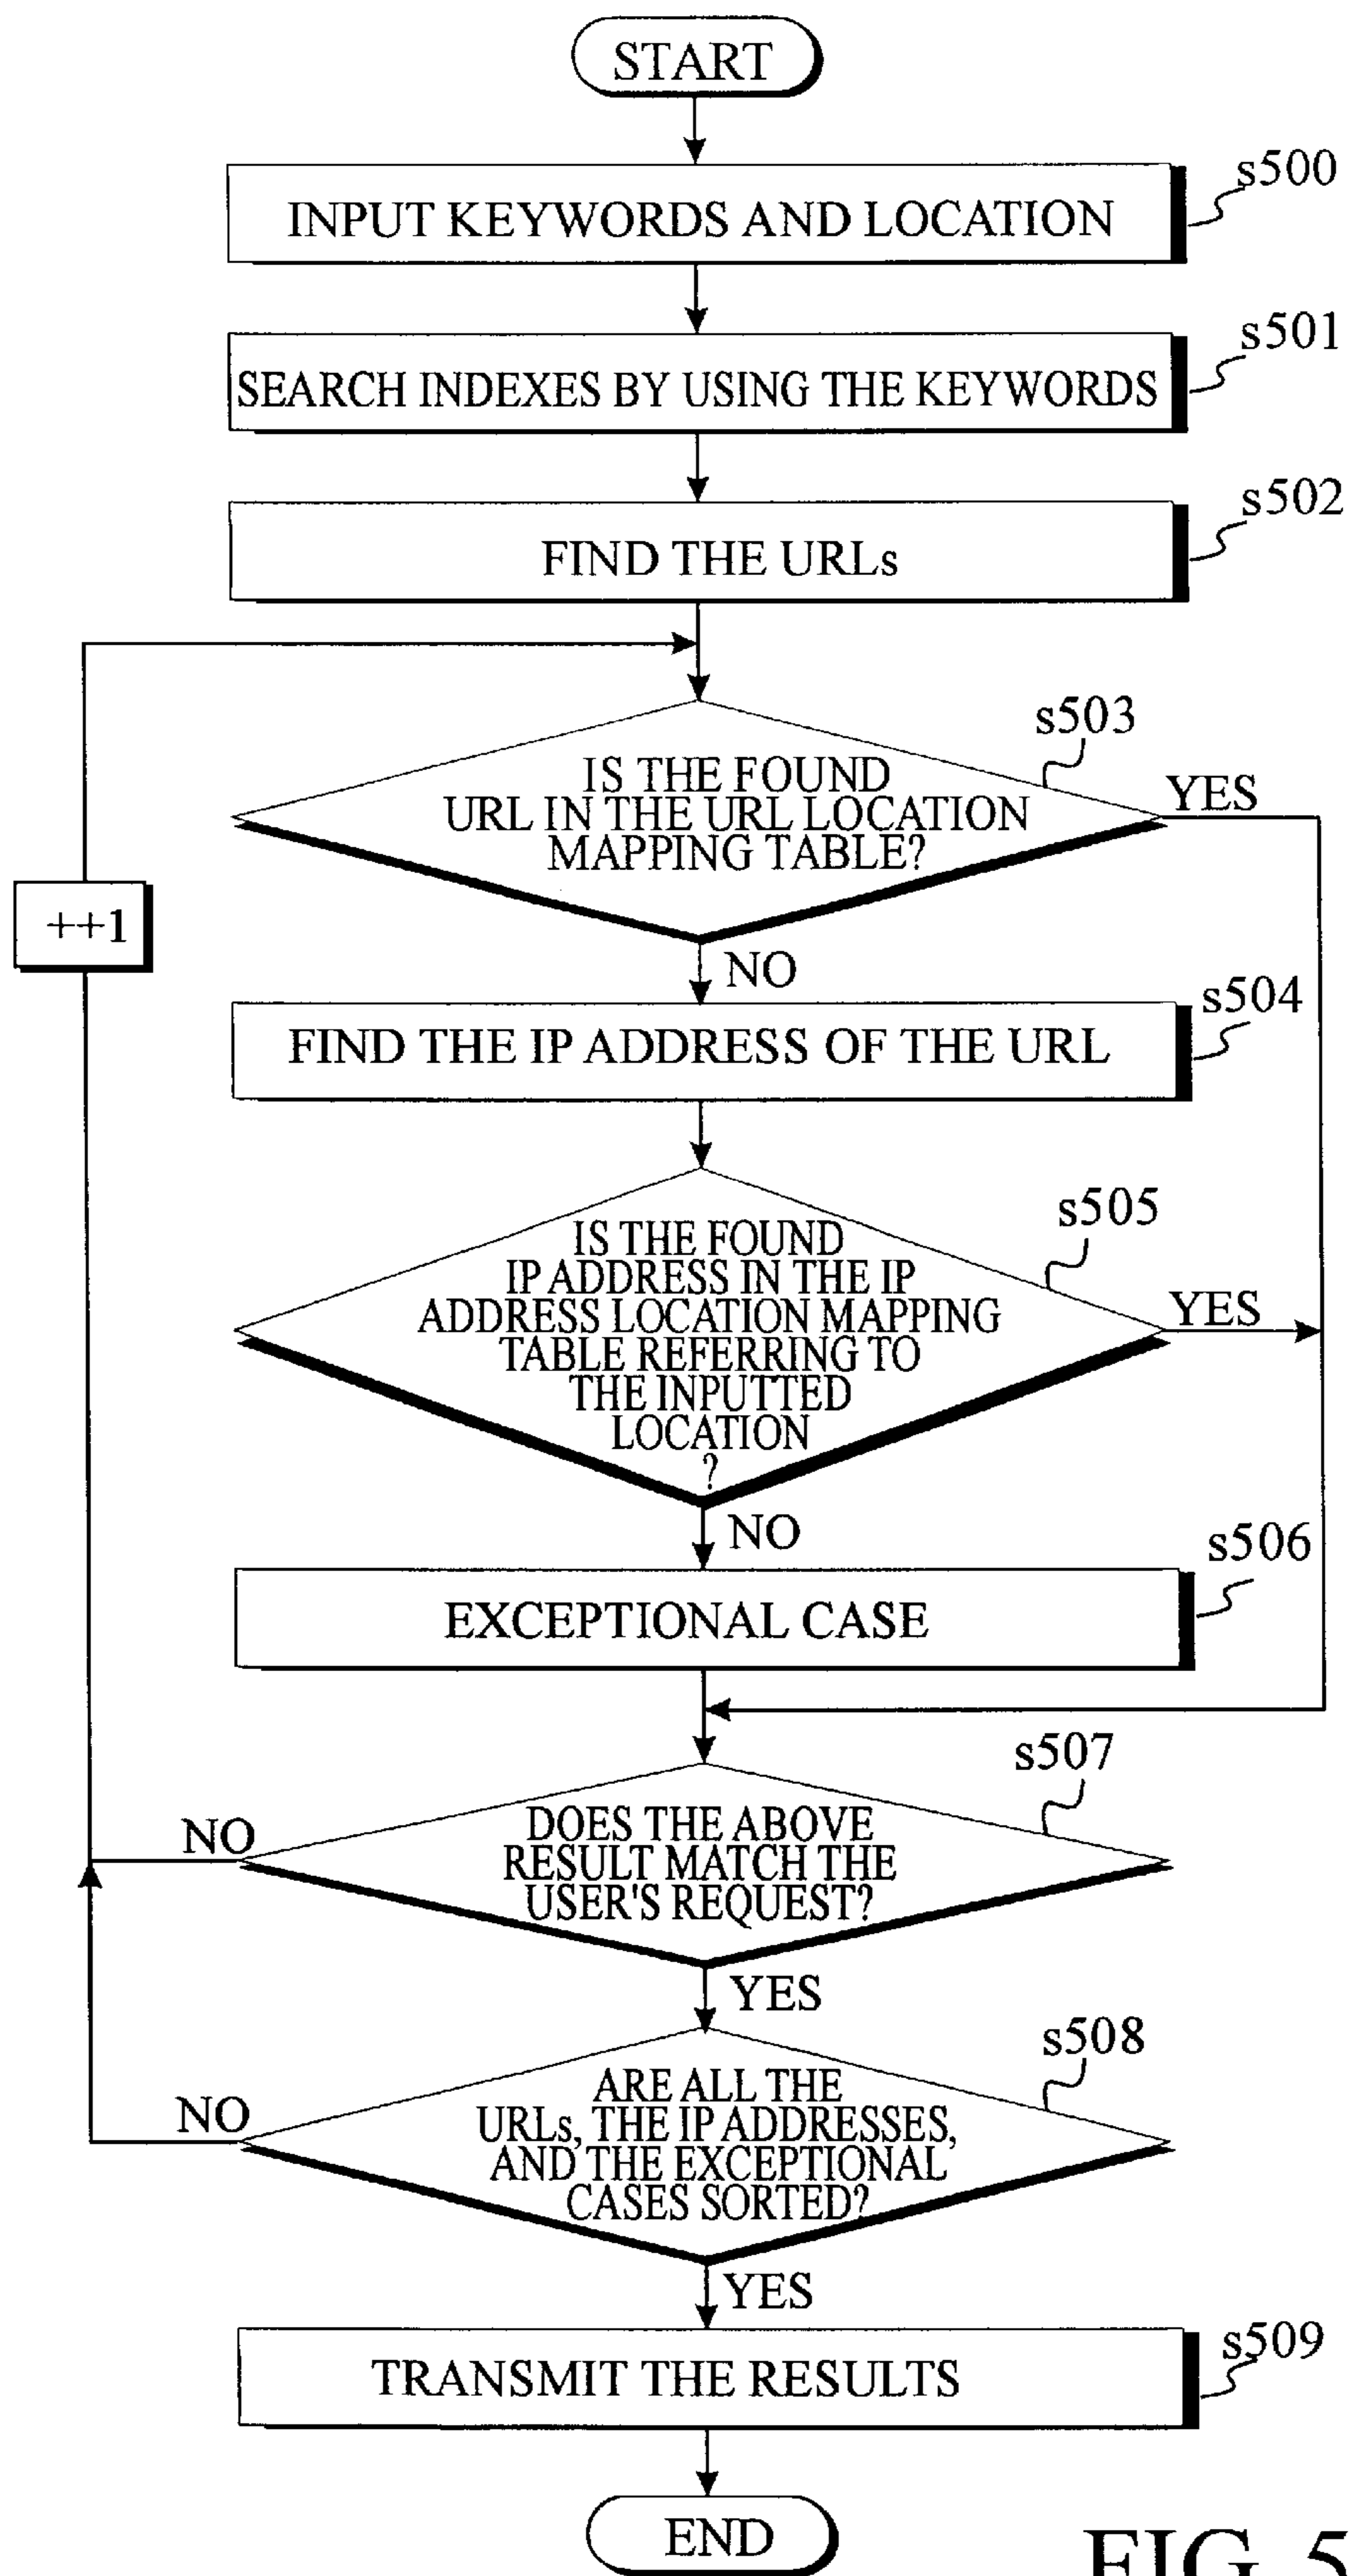 START
s500
INPUT KEYWORDS AND LOCATION
s501
SEARCH INDEXES BY USING THE KEYWORDS
s502
FIND THE URLs
s503
IS THE FOUND
URL IN THE URL LOCATION
MAPPING TABLE?
YES
++1
NO
s504
FIND THE IP ADDRESS OF THE URL
s505
IS THE FOUND
IP ADDRESS IN THE IP
ADDRESS LOCATION MAPPING
TABLE REFERRING TO
THE INPUTTED
LOCATION
?
YES
NO
s506
EXCEPTIONAL CASE
s507
DOES THE ABOVE
RESULT MATCH THE
USER'S REQUEST?
NO
YES
s508
ARE ALL THE
URLs, THE IP ADDRESSES,
AND THE EXCEPTIONAL
CASES SORTED?
NO
YES
s509
TRANSMIT THE RESULTS
END
FIG. 5